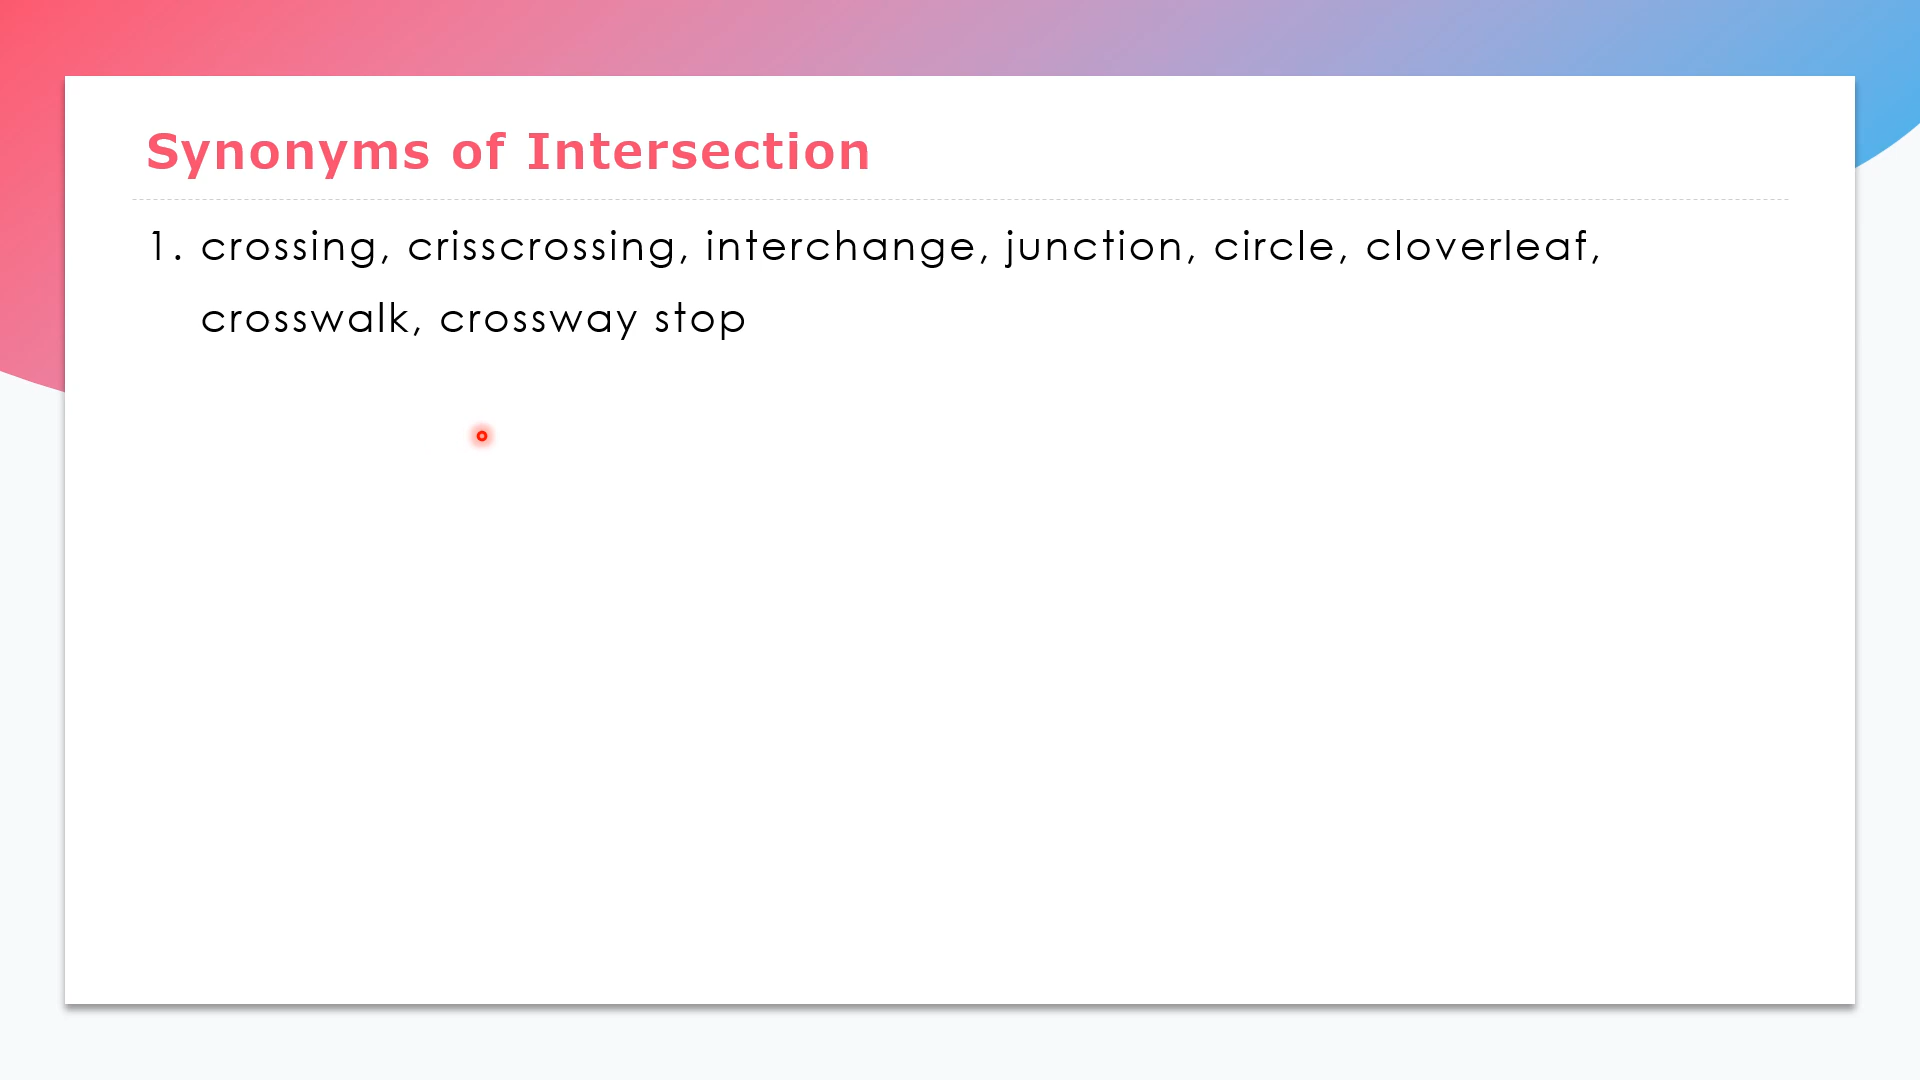 Synonyms of Intersection
1. crossing, crisscrossing, interchange, junction, circle, cloverleaf,
crosswalk, crossway stop